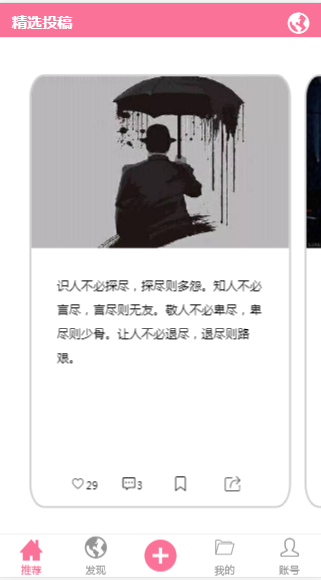 精选投稿
识人不必探尽，探尽则多怨。知人不必
言尽，言尽则无友。敬人不必卑尽，卑
尽则少骨。让人不必退尽，退尽则路
艰。
29
3
推荐
发现
我的
账号